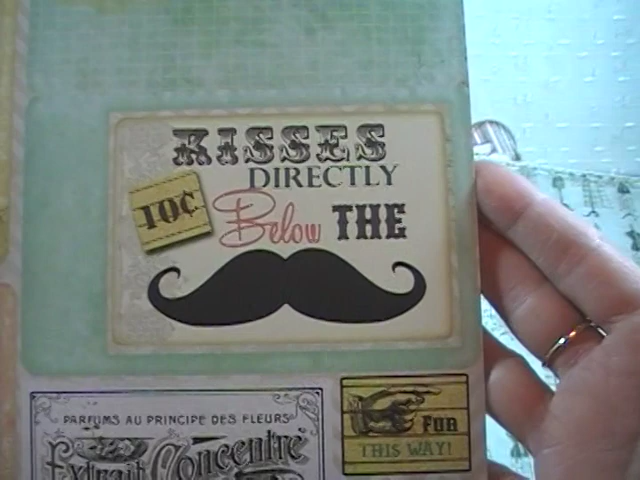 KISSES
DIRECTLY
10¢
Below THE
PARFUMS AU PRINCIPE DES FLEURS
Extrait Concentré
FUN
THIS WAY!